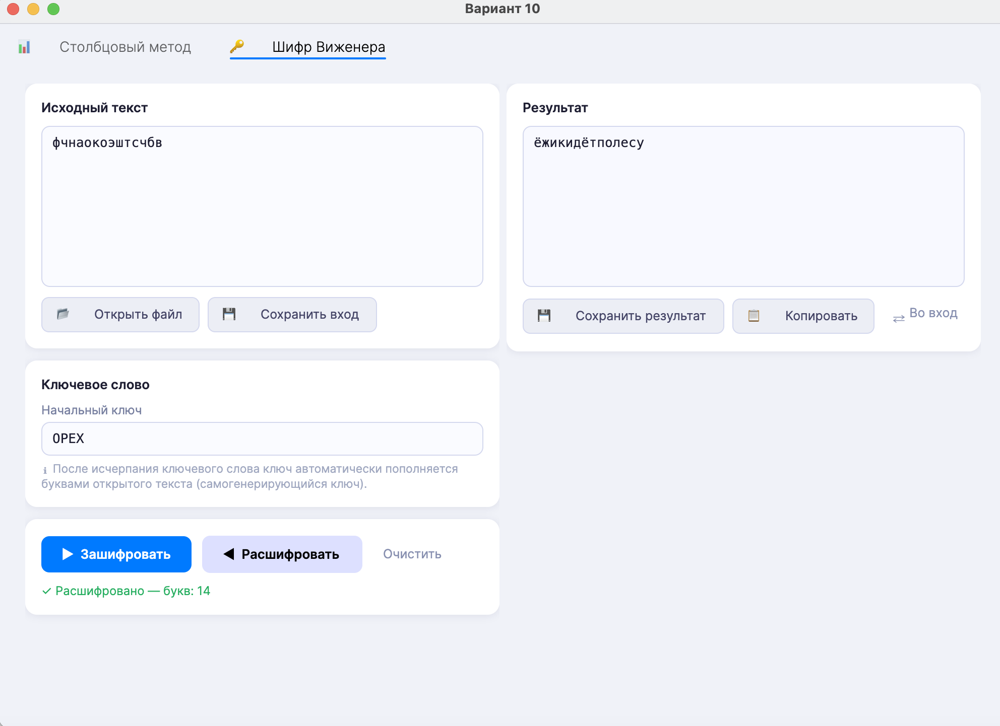 Вариант 10
Столбцовый метод
Шифр Виженера
Исходный текст
фчнаокоэштсчбв
Открыть файл
Сохранить вход
Результат
ёжикидётполесу
Сохранить результат
Копировать
⇄ Во вход
Ключевое слово
Начальный ключ
ОРЕХ
ℹ После исчерпания ключевого слова ключ автоматически пополняется
буквами открытого текста (самогенерирующийся ключ).
▶ Зашифровать
◀ Расшифровать
Очистить
✓ Расшифровано — букв: 14